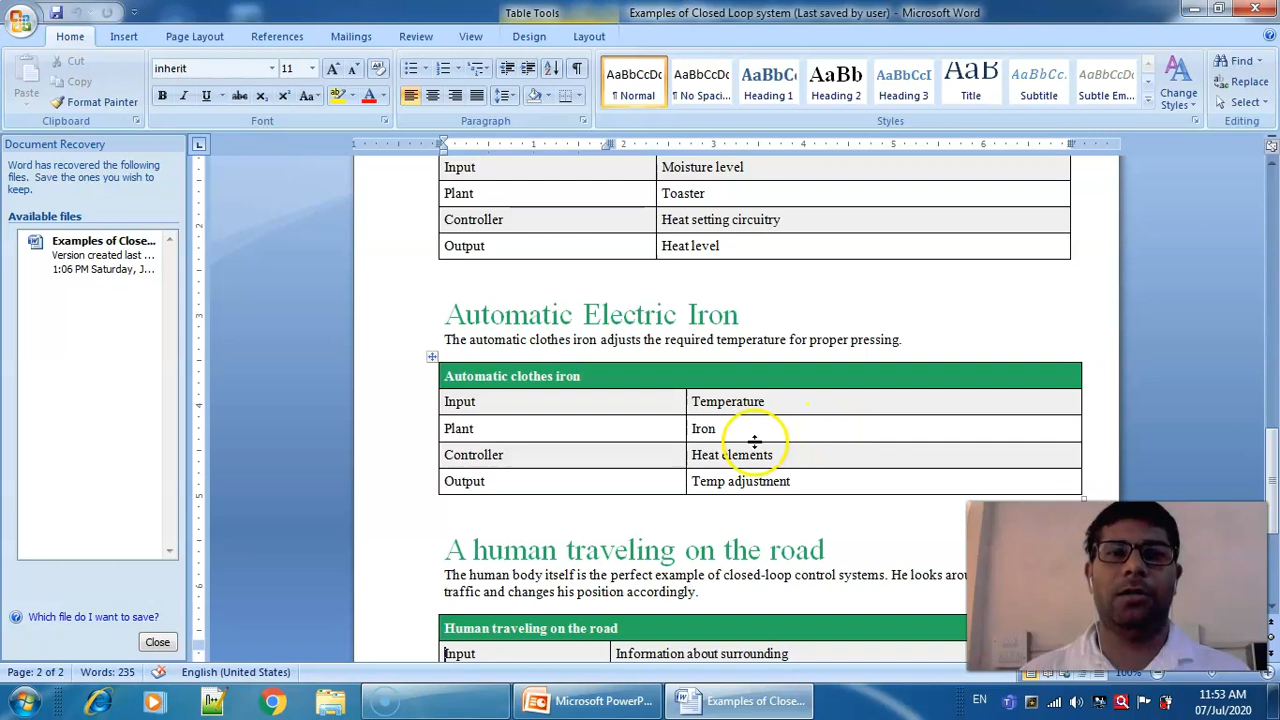 Table Tools
Examples of Closed Loop system (Last saved by user) - Microsoft Word
Home
Insert
Page Layout
References
Mailings
Review
View
Design
Layout
Paste
Cut
Copy
Format Painter
Clipboard
inherit
11
Font
Paragraph
AaBbCcDc
¶ Normal
AaBbCcDc
¶ No Spaci...
AaBbC
Heading 1
AaBb
Heading 2
AaBbCcI
Heading 3
AaB
Title
AaBbCc.
Subtitle
AaBbCcDc
Subtle Em...
Change
Styles
Styles
Find
Replace
Select
Editing
Document Recovery
Word has recovered the following
files. Save the ones you wish to
keep.
Available files
Examples of Close...
Version created last ...
1:06 PM Saturday, J...
Which file do I want to save?
Close
Input Moisture level
Plant Toaster
Controller Heat setting circuitry
Output Heat level
Automatic Electric Iron
The automatic clothes iron adjusts the required temperature for proper pressing.
Automatic clothes iron
Input Temperature
Plant Iron
Controller Heat elements
Output Temp adjustment
A human traveling on the road
The human body itself is the perfect example of closed-loop control systems. He looks
traffic and changes his position accordingly.
Human traveling on the road
Input Information about surrounding
Page: 2 of 2
Words: 235
English (United States)
100%
Microsoft PowerP...
Examples of Close...
EN
11:53 AM
07/Jul/2020